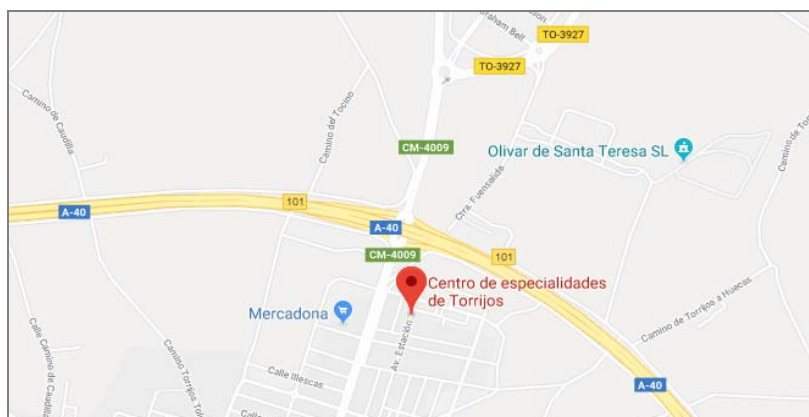 TO-3927
TO-3927
Camino de Caudilla
Camino del Tocino
CM-4009
Olivar de Santa Teresa SL
Ctra. Fuensalida
101
A-40
A-40
CM-4009
101
Centro de especialidades
de Torrijos
Mercadona
Av. Estación
Camino de Torrijos a Huecas
Calle Camino de Caudilla
Calle Illescas
A-40